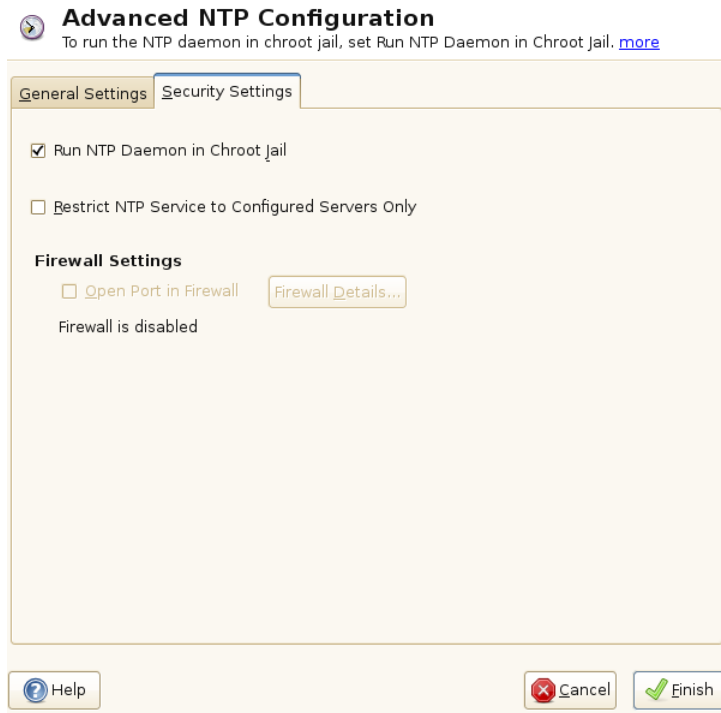 Advanced NTP Configuration
To run the NTP daemon in chroot jail, set Run NTP Daemon in Chroot Jail. more
General Settings
Security Settings
Run NTP Daemon in Chroot Jail
Restrict NTP Service to Configured Servers Only
Firewall Settings
Open Port in Firewall
Firewall Details...
Firewall is disabled
Help
Cancel
Finish